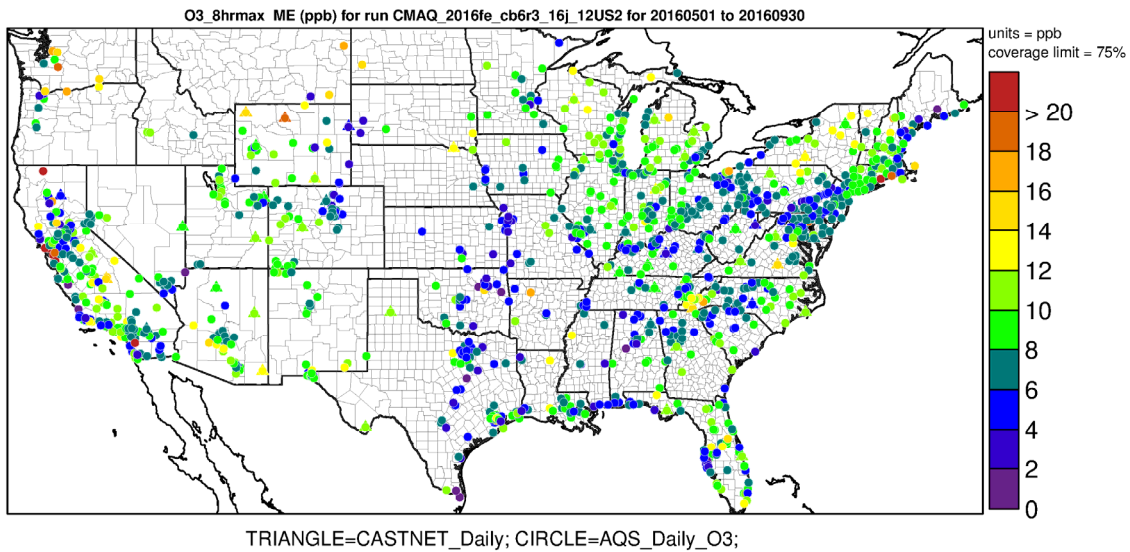 O3_8hrmax ME (ppb) for run CMAQ_2016fe_cb6r3_16j_12US2 for 20160501 to 20160930
units = ppb
coverage limit = 75%
> 20
18
16
14
12
10
8
6
4
2
0
TRIANGLE=CASTNET_Daily; CIRCLE=AQS_Daily_O3;